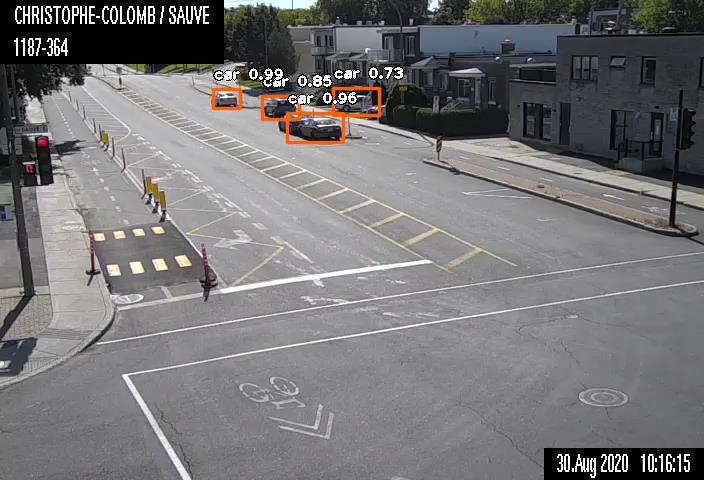 CHRISTOPHE-COLOMB / SAUVE
1187-364
car 0.99
car 0.85
car 0.73
car 0.96
30.Aug 2020 10:16:15